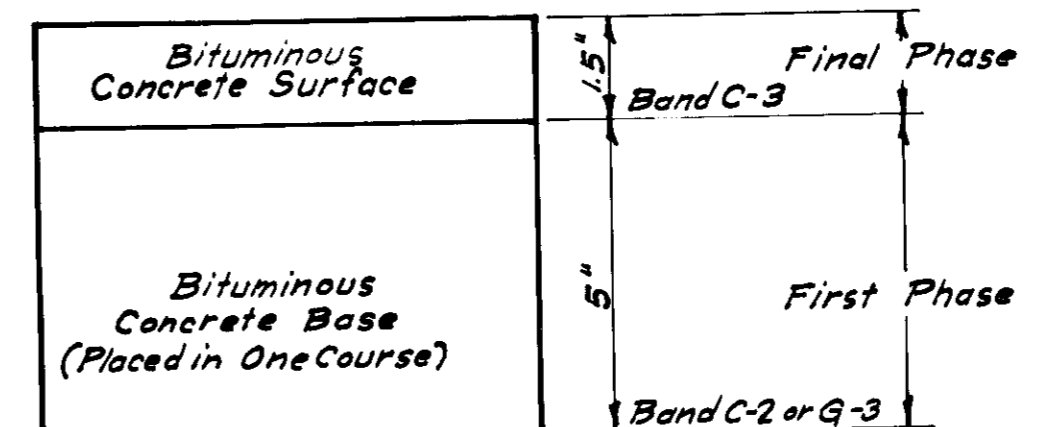 Bituminous
Concrete Surface
1.5"
Final Phase
Band C-3
Bituminous
Concrete Base
(Placed in One Course)
5"
First Phase
Band C-2 or G-3